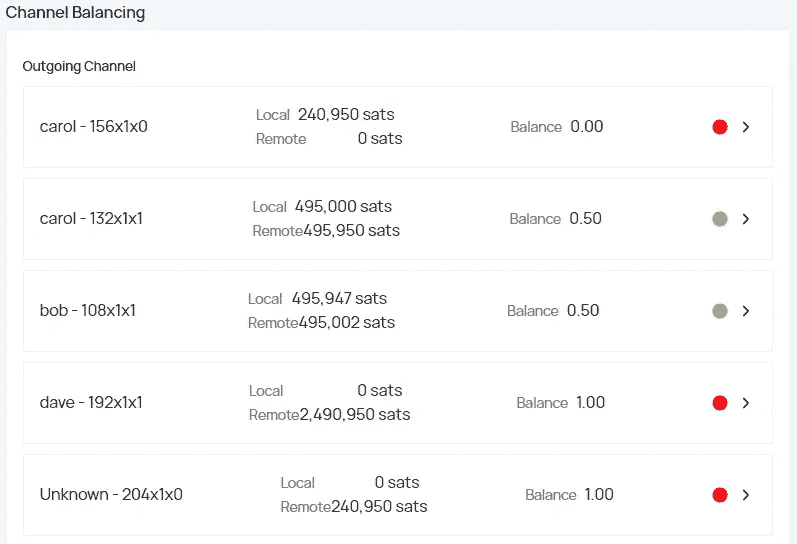 Channel Balancing
Outgoing Channel
carol - 156x1x0
Local 240,950 sats
Remote 0 sats
Balance 0.00
carol - 132x1x1
Local 495,000 sats
Remote495,950 sats
Balance 0.50
bob - 108x1x1
Local 495,947 sats
Remote495,002 sats
Balance 0.50
dave - 192x1x1
Local 0 sats
Remote2,490,950 sats
Balance 1.00
Unknown - 204x1x0
Local 0 sats
Remote240,950 sats
Balance 1.00